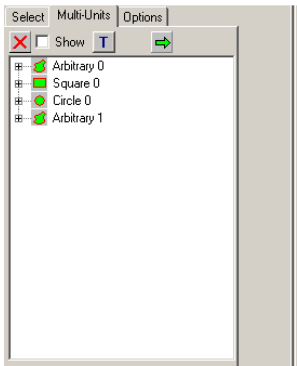 Select Multi-Units Options
Show T
Arbitrary 0
Square 0
Circle 0
Arbitrary 1